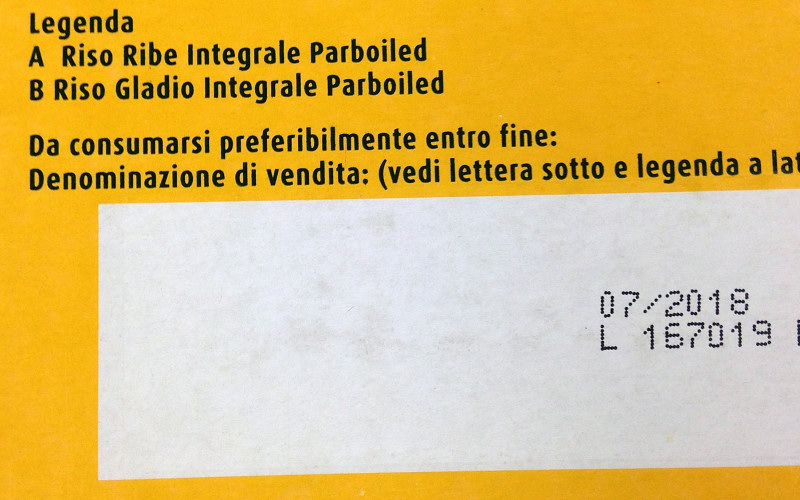 Legenda
A Riso Ribe Integrale Parboiled
B Riso Gladio Integrale Parboiled
Da consumarsi preferibilmente entro fine:
Denominazione di vendita: (vedi lettera sotto e legenda a
07/2018
L 167019